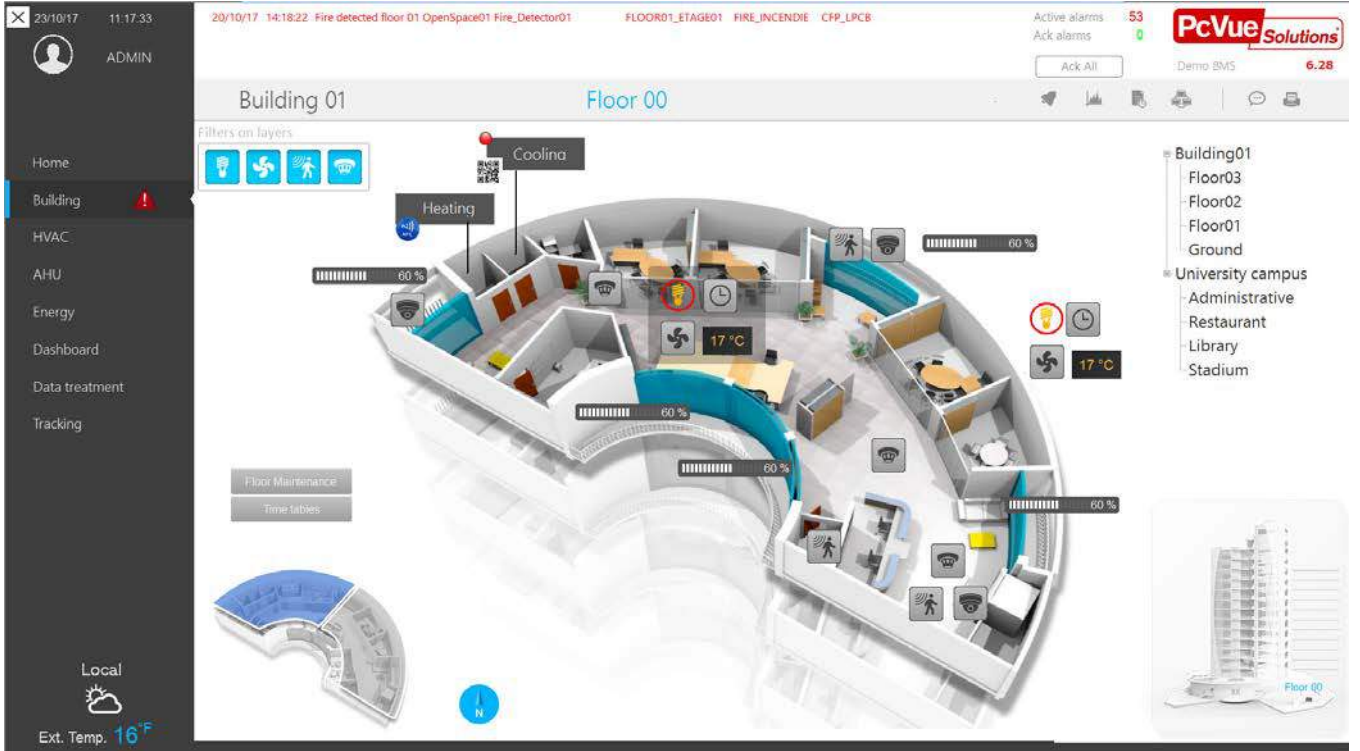 23/10/17 11:17:33
ADMIN
20/10/17 14:18:22 Fire detected floor 01 OpenSpace01 Fire_Detector01 FLOOR01_ETAGE01 FIRE_INCENDIE CFP_LPCB
Active alarms 53
Ack alarms 0
Ack All
PcVue Solutions
Demo BMS 6.28
Building 01 Floor 00
Filters on layers
Home
Building
HVAC
AHU
Energy
Dashboard
Data treatment
Tracking
Cooling
Heating
60 %
60 %
17 °C
17 °C
60 %
60 %
60 %
Building01
Floor03
Floor02
Floor01
Ground
University campus
Administrative
Restaurant
Library
Stadium
Floor Maintenance
Time tables
N
Floor 00
Local
Ext. Temp. 16°F